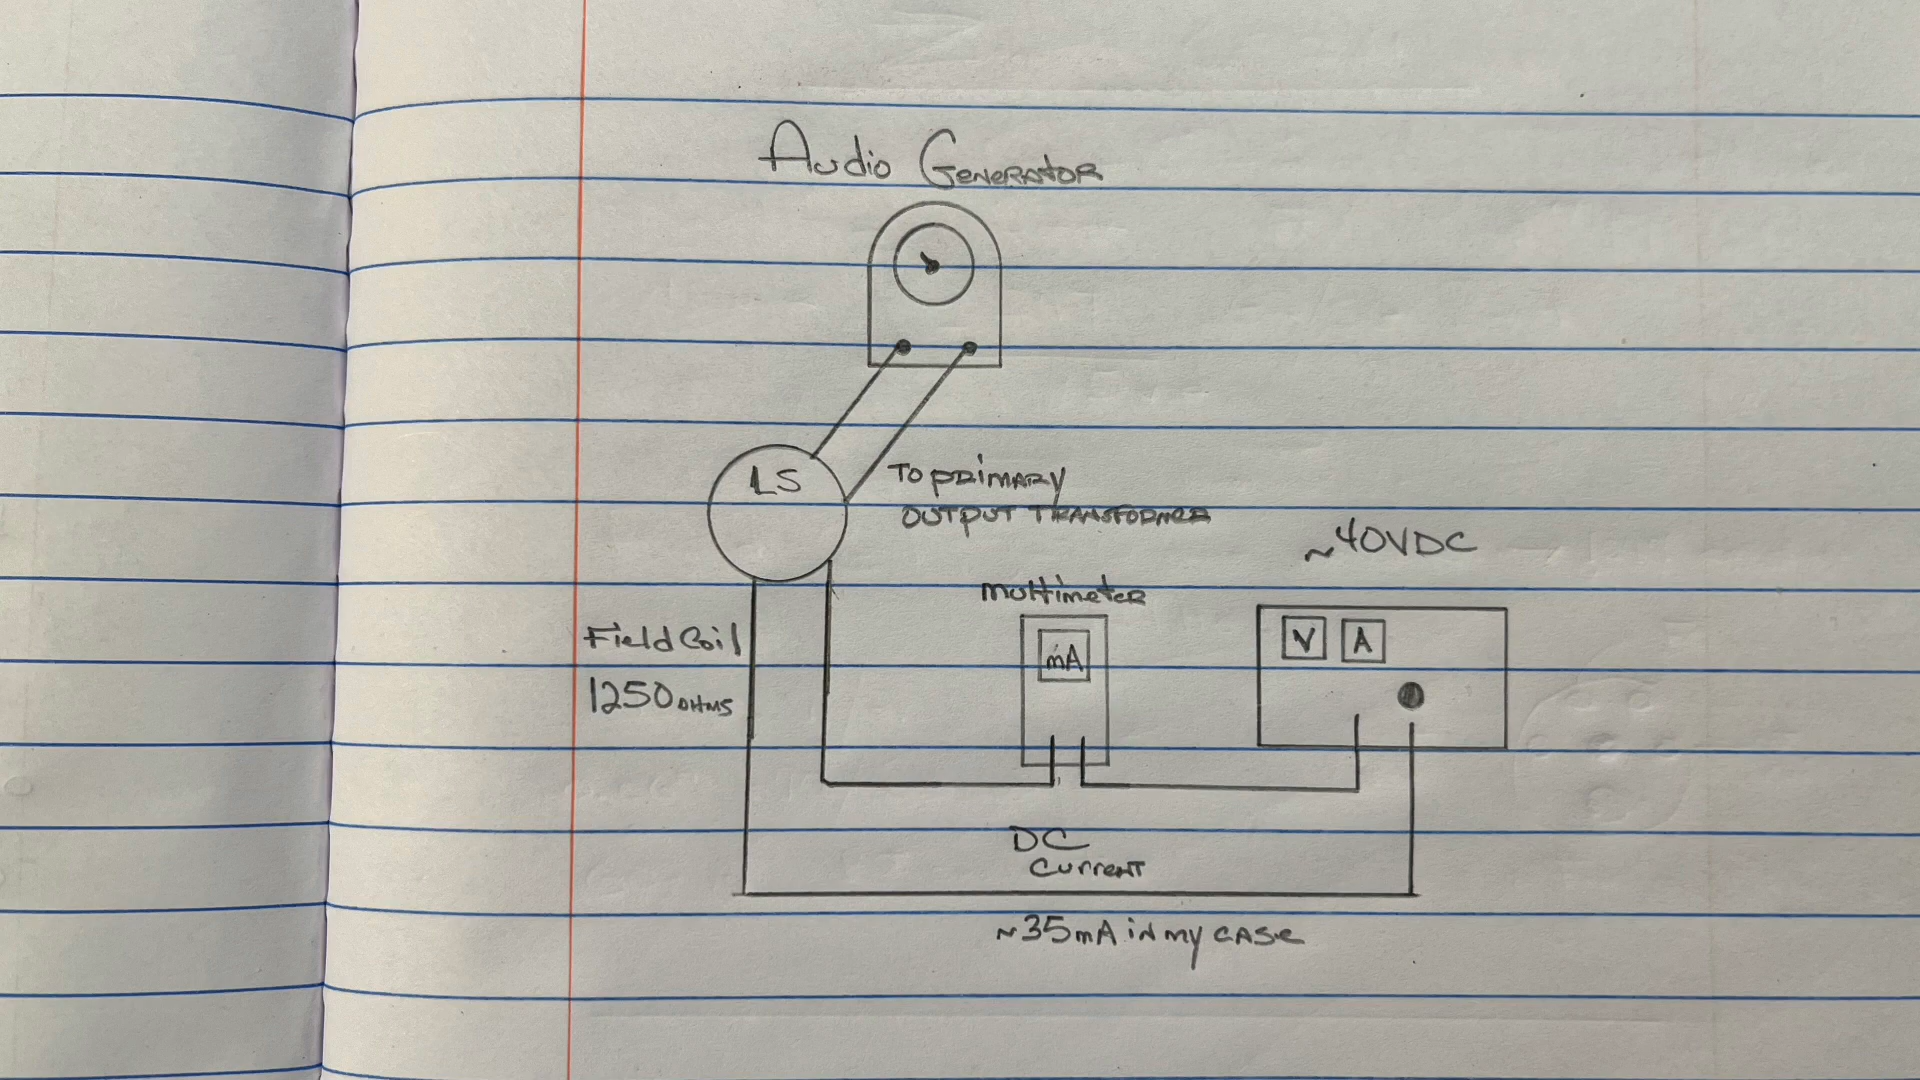 Audio Generator
LS
To primary
output transformer
~40VDC
multimeter
Field Coil
1250 ohms
mA
V A
DC
Current
~35mA in my case